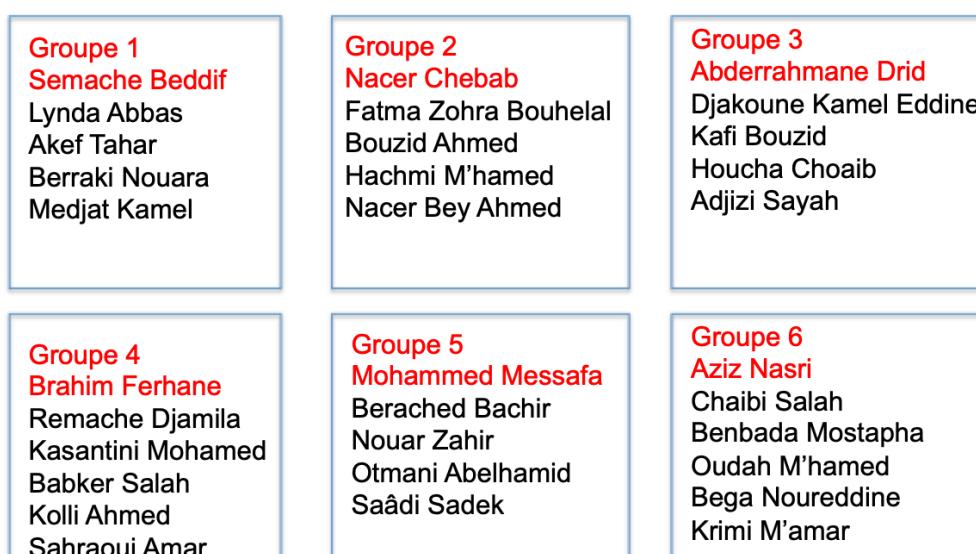 Groupe 1
Semache Beddif
Lynda Abbas
Akef Tahar
Berraki Nouara
Medjat Kamel
Groupe 2
Nacer Chebab
Fatma Zohra Bouhelal
Bouzid Ahmed
Hachmi M’hamed
Nacer Bey Ahmed
Groupe 3
Abderrahmane Drid
Djakoune Kamel Eddine
Kafi Bouzid
Houcha Choaib
Adjizi Sayah
Groupe 4
Brahim Ferhane
Remache Djamila
Kasantini Mohamed
Babker Salah
Kolli Ahmed
Sahraoui Amar
Groupe 5
Mohammed Messafa
Berached Bachir
Nouar Zahir
Otmani Abelhamid
Saâdi Sadek
Groupe 6
Aziz Nasri
Chaibi Salah
Benbada Mostapha
Oudah M’hamed
Bega Noureddine
Krimi M’amar